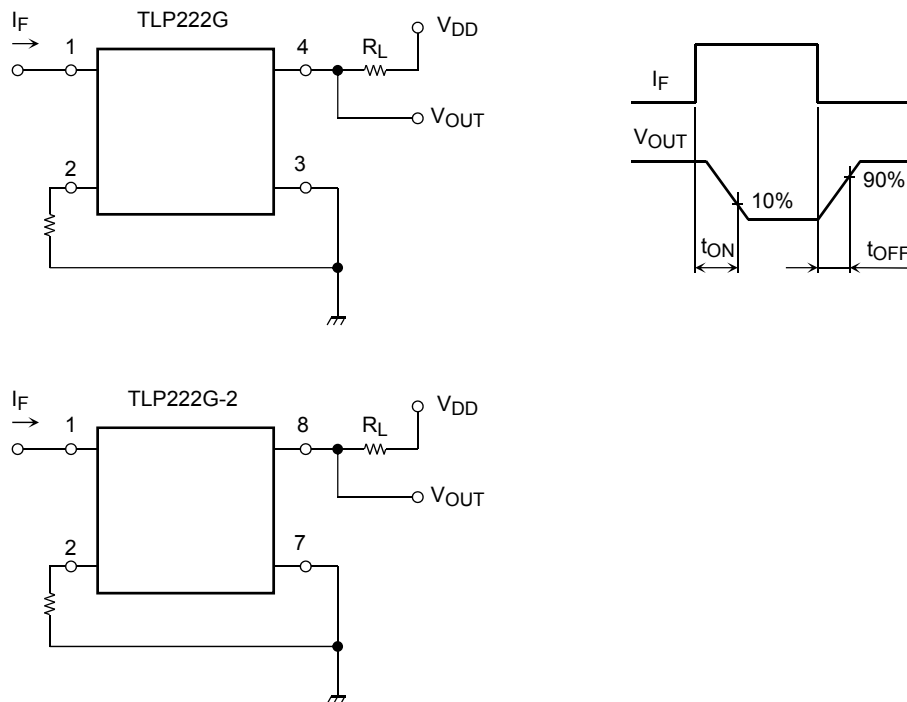 IF
TLP222G
1
4
RL
VDD
VOUT
2
3
IF
VOUT
10%
90%
tON
tOFF
IF
TLP222G-2
1
8
RL
VDD
VOUT
2
7